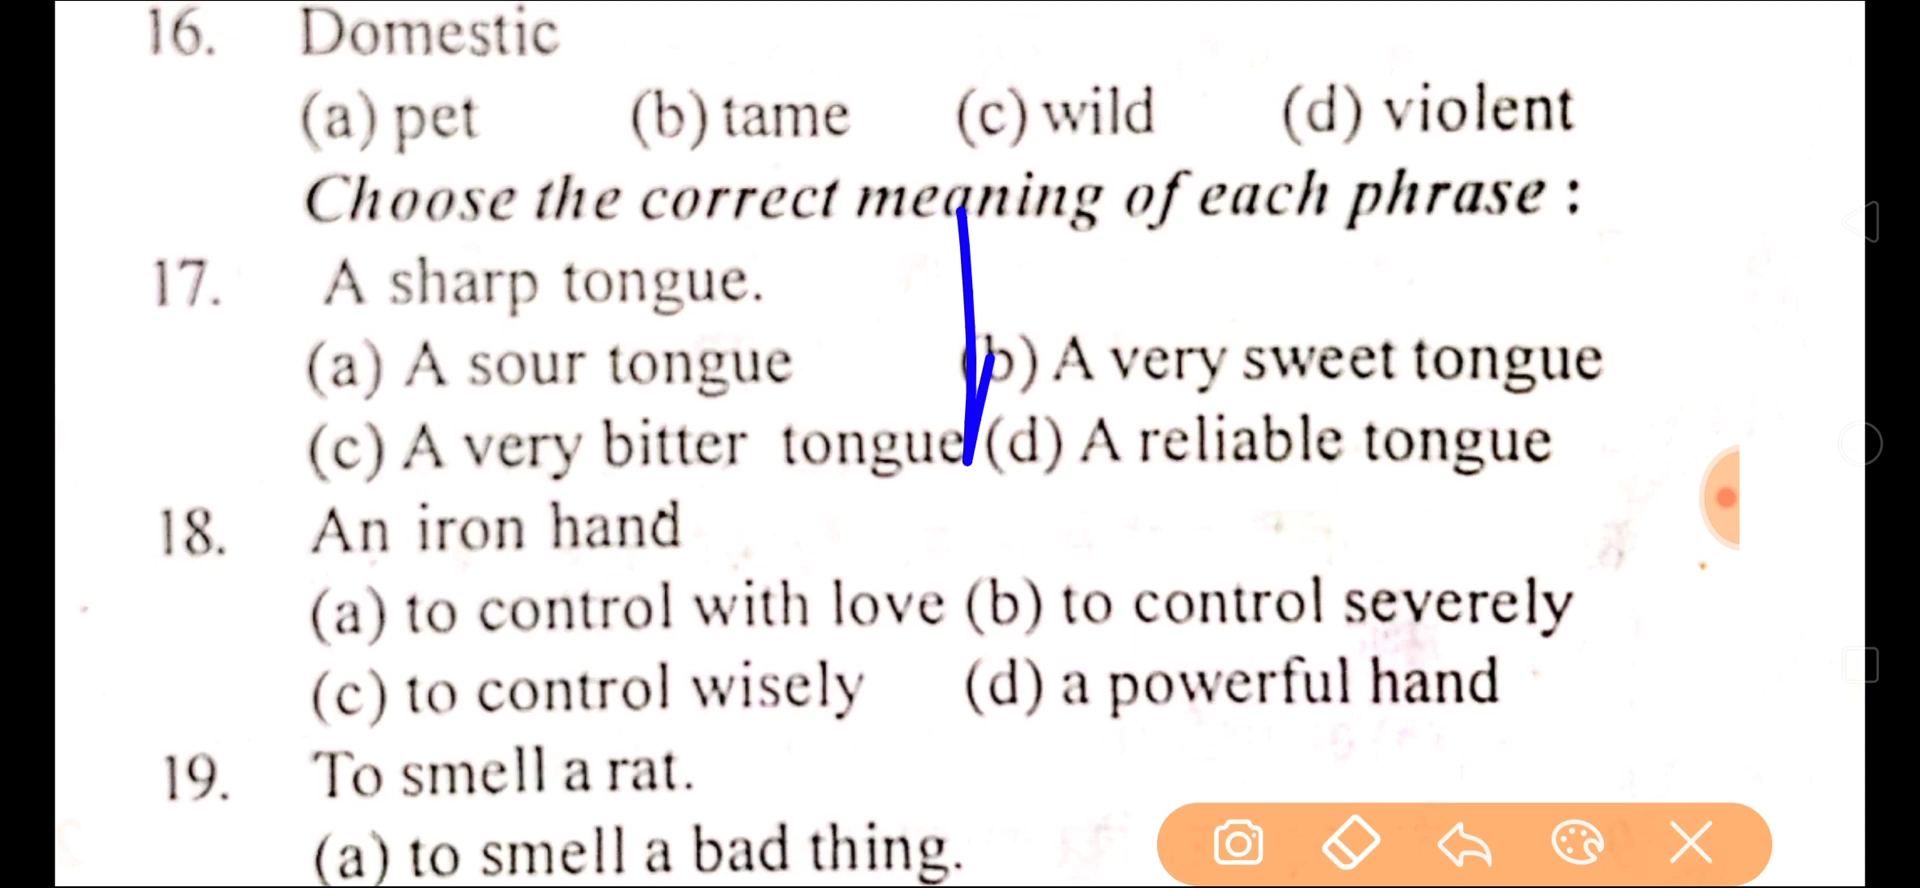 16. Domestic
(a) pet (b) tame (c) wild (d) violent
Choose the correct meaning of each phrase :
17. A sharp tongue.
(a) A sour tongue (b) A very sweet tongue
(c) A very bitter tongue (d) A reliable tongue
18. An iron hand
(a) to control with love (b) to control severely
(c) to control wisely (d) a powerful hand
19. To smell a rat.
(a) to smell a bad thing.